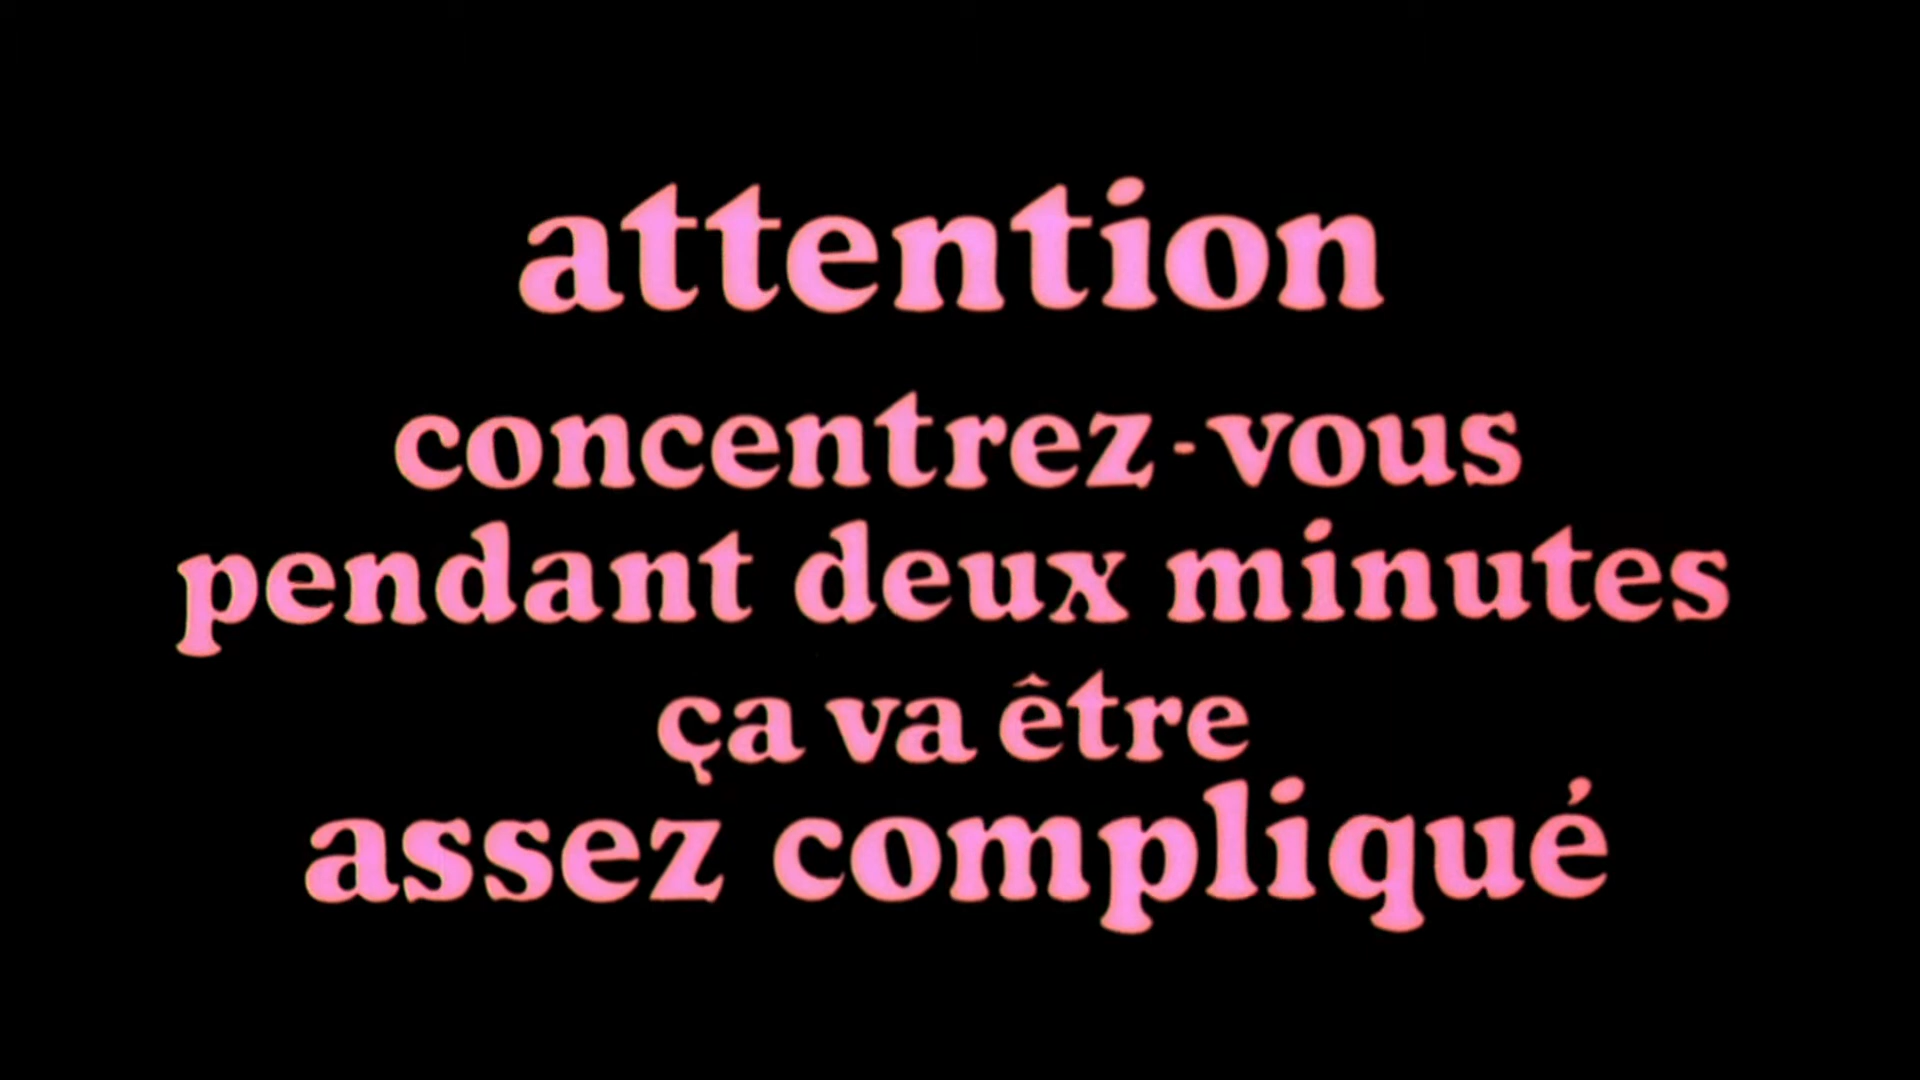 attention
concentrez-vous
pendant deux minutes
ça va être
assez compliqué